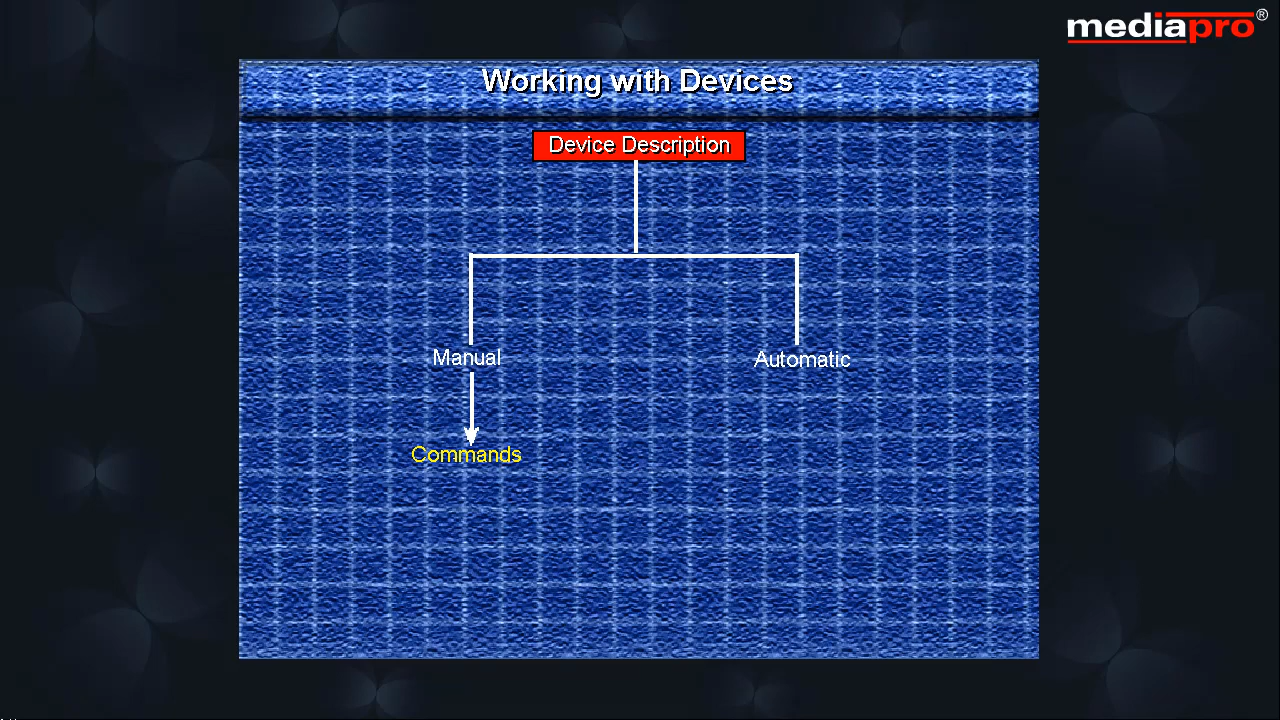 mediapro®
Working with Devices
Device Description
Manual
Automatic
Commands